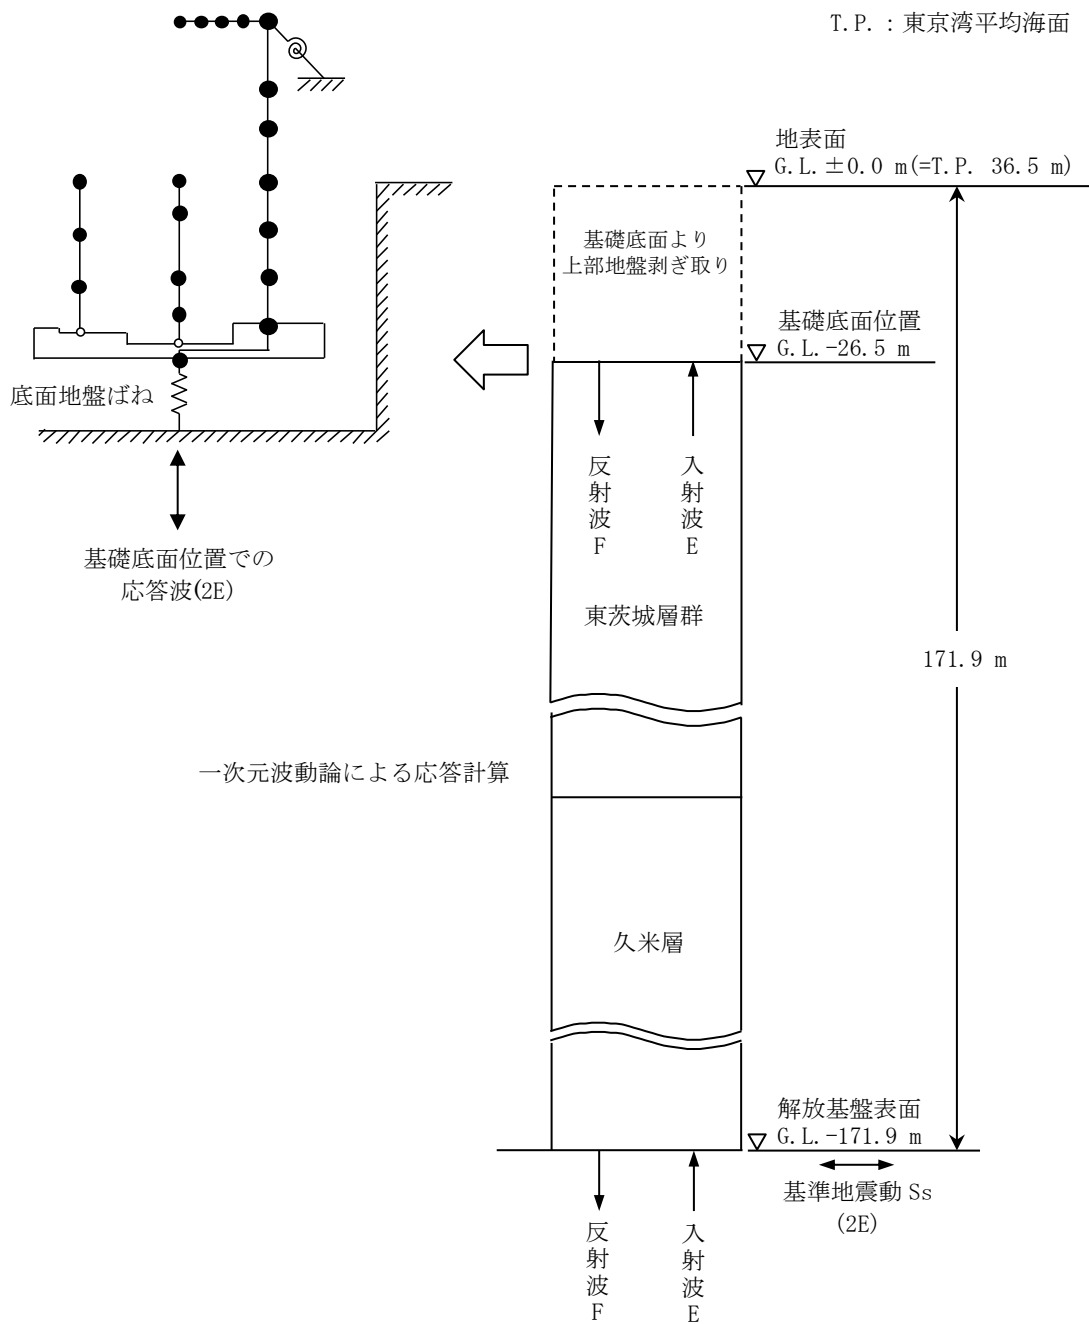 T.P. : 東京湾平均海面
地表面
G.L.±0.0 m(=T.P. 36.5 m)
基礎底面より
上部地盤剥ぎ取り
基礎底面位置
G.L.-26.5 m
底面地盤ばね
基礎底面位置での
応答波(2E)
反射波F
入射波E
東茨城層群
171.9 m
一次元波動論による応答計算
久米層
解放基盤表面
G.L.-171.9 m
基準地震動 Ss
(2E)
反射波F
入射波E